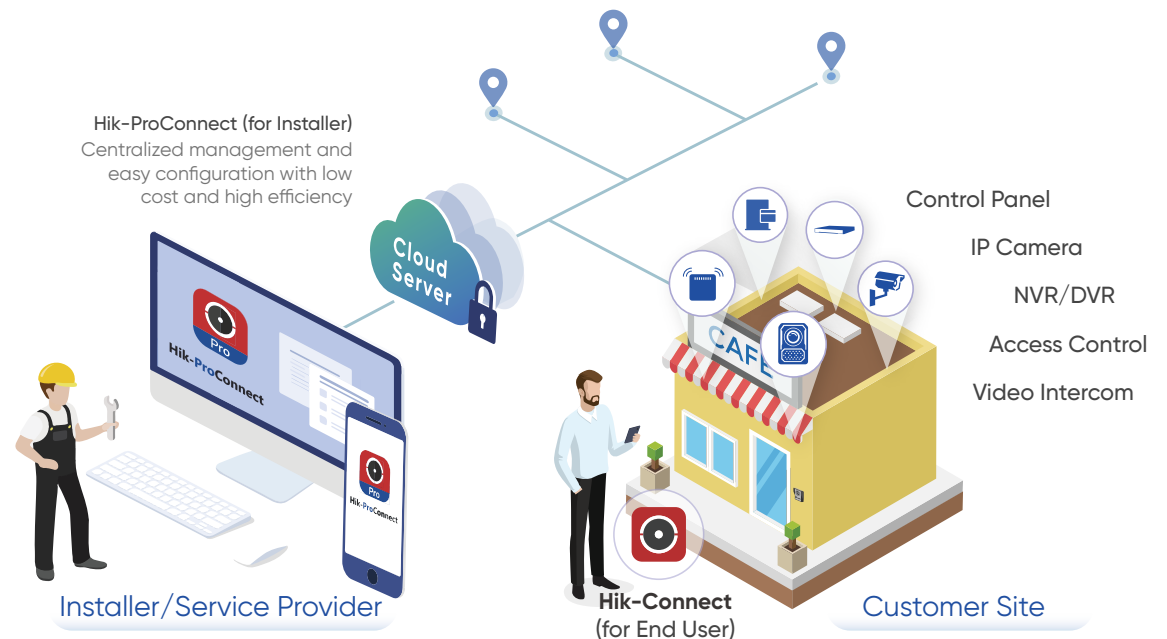 Hik-ProConnect (for Installer)
Centralized management and
easy configuration with low
cost and high efficiency
Cloud
Server
Pro
Hik-ProConnect
Pro
Hik-ProConnect
Installer/Service Provider
CAFE
Control Panel
IP Camera
NVR/DVR
Access Control
Video Intercom
Hik-Connect
(for End User)
Customer Site